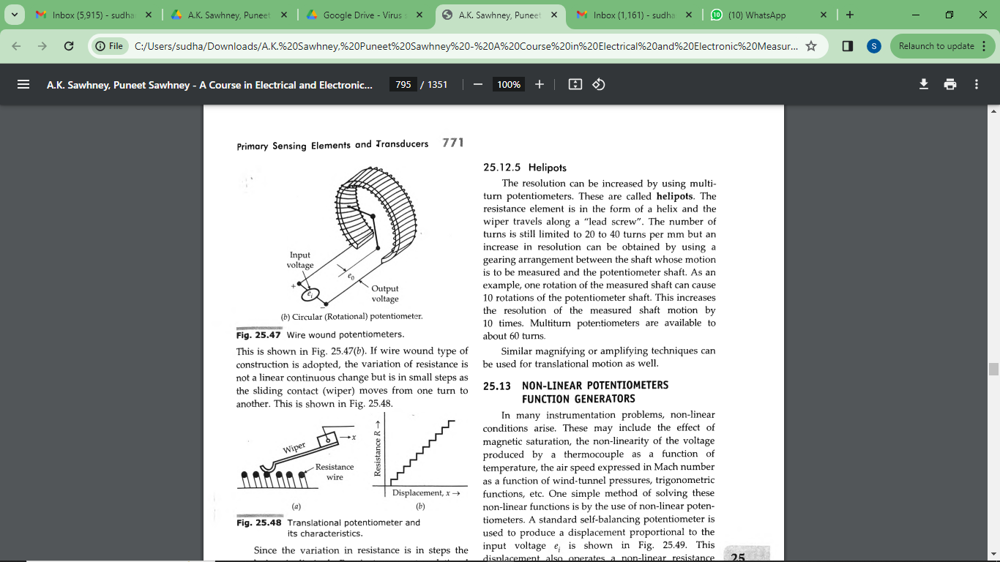 Inbox (5,915) - sudha
A.K. Sawhney, Puneet
Google Drive - Virus s
A.K. Sawhney, Puneet
Inbox (1,161) - sudha
10
(10) WhatsApp
File
C:/Users/sudha/Downloads/A.K.%20Sawhney,%20Puneet%20Sawhney%20-%20A%20Course%20in%20Electrical%20and%20Electronic%20Measur...
S
Relaunch to update
A.K. Sawhney, Puneet Sawhney - A Course in Electrical and Electronic...
795 / 1351
100%
Primary Sensing Elements and Transducers 771
Input
voltage
+
ei
−
e0
Output
voltage
(b) Circular (Rotational) potentiometer.
Fig. 25.47 Wire wound potentiometers.
This is shown in Fig. 25.47(b). If wire wound type of
construction is adopted, the variation of resistance is
not a linear continuous change but is in small steps as
the sliding contact (wiper) moves from one turn to
another. This is shown in Fig. 25.48.
Wiper
x
Resistance
wire
(a)
Resistance R →
Displacement, x →
(b)
Fig. 25.48 Translational potentiometer and
its characteristics.
Since the variation in resistance is in steps the
25.12.5 Helipots
The resolution can be increased by using multi-
turn potentiometers. These are called helipots. The
resistance element is in the form of a helix and the
wiper travels along a “lead screw”. The number of
turns is still limited to 20 to 40 turns per mm but an
increase in resolution can be obtained by using a
gearing arrangement between the shaft whose motion
is to be measured and the potentiometer shaft. As an
example, one rotation of the measured shaft can cause
10 rotations of the potentiometer shaft. This increases
the resolution of the measured shaft motion by
10 times. Multiturn potentiometers are available to
about 60 turns.
Similar magnifying or amplifying techniques can
be used for translational motion as well.
25.13 NON-LINEAR POTENTIOMETERS
FUNCTION GENERATORS
In many instrumentation problems, non-linear
conditions arise. These may include the effect of
magnetic saturation, the non-linearity of the voltage
produced by a thermocouple as a function of
temperature, the air speed expressed in Mach number
as a function of wind-tunnel pressures, trigonometric
functions, etc. One simple method of solving these
non-linear functions is by the use of non-linear poten-
tiometers. A standard self-balancing potentiometer is
used to produce a displacement proportional to the
input voltage ei is shown in Fig. 25.49. This
displacement also operates a non-linear resistance
25